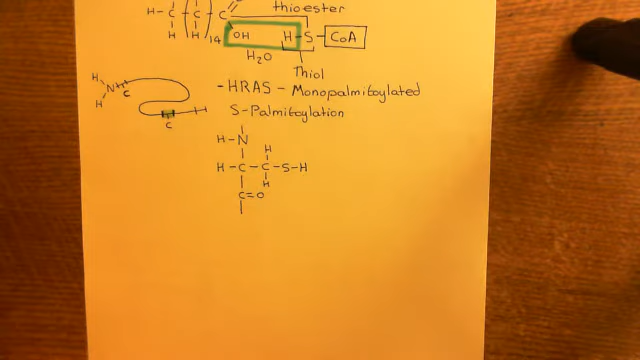 thioester
H-C-C-C
OH H-S-CoA
H H 14
H2O
Thiol
-HRAS - Monopalmitoylated
S-Palmitoylation
H
N
H
C
C
H-N
H
H-C-C-S-H
H
C=O